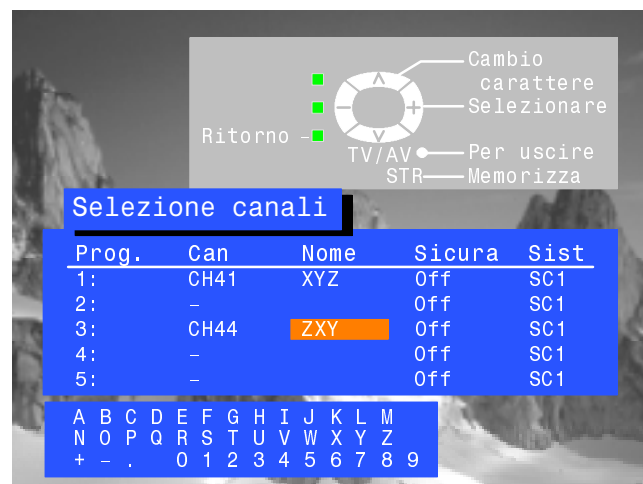 Cambio
carattere
Selezionare
Ritorno
TV/AV Per uscire
STR Memorizza
Selezione canali
Prog. Can Nome Sicura Sist
1: CH41 XYZ Off SC1
2: – Off SC1
3: CH44 ZXY Off SC1
4: – Off SC1
5: – Off SC1
A B C D E F G H I J K L M
N O P Q R S T U V W X Y Z
+ – . 0 1 2 3 4 5 6 7 8 9